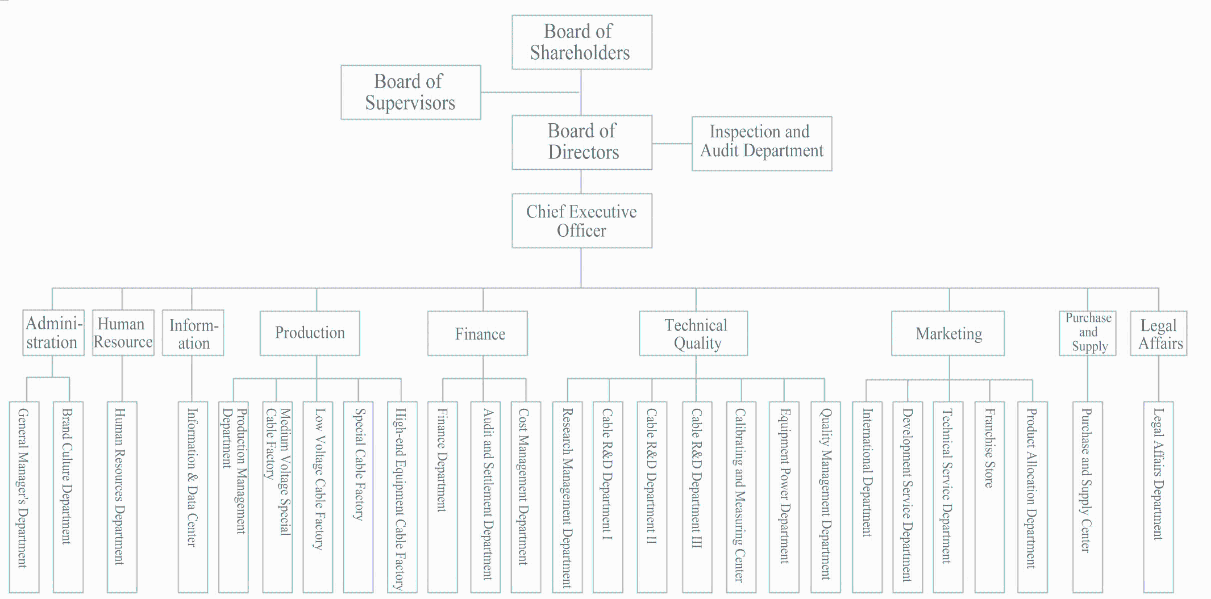 Board of
Shareholders
Board of
Supervisors
Board of
Directors
Inspection and
Audit Department
Chief Executive
Officer
Admini-
stration
Human
Resource
Inform-
ation
Production
Finance
Technical
Quality
Marketing
Purchase
and
Supply
Legal
Affairs
General Manager's Department
Brand Culture Department
Human Resources Department
Information & Data Center
Production Management
Department
Medium Voltage Special
Cable Factory
Low Voltage Cable Factory
Special Cable Factory
High-end Equipment Cable Factory
Finance Department
Audit and Settlement Department
Cost Management Department
Research Management Department
Cable R&D Department I
Cable R&D Department II
Cable R&D Department III
Calibrating and Measuring Center
Equipment Power Department
Quality Management Department
International Department
Development Service Department
Technical Service Department
Franchise Store
Product Allocation Department
Purchase and Supply Center
Legal Affairs Department